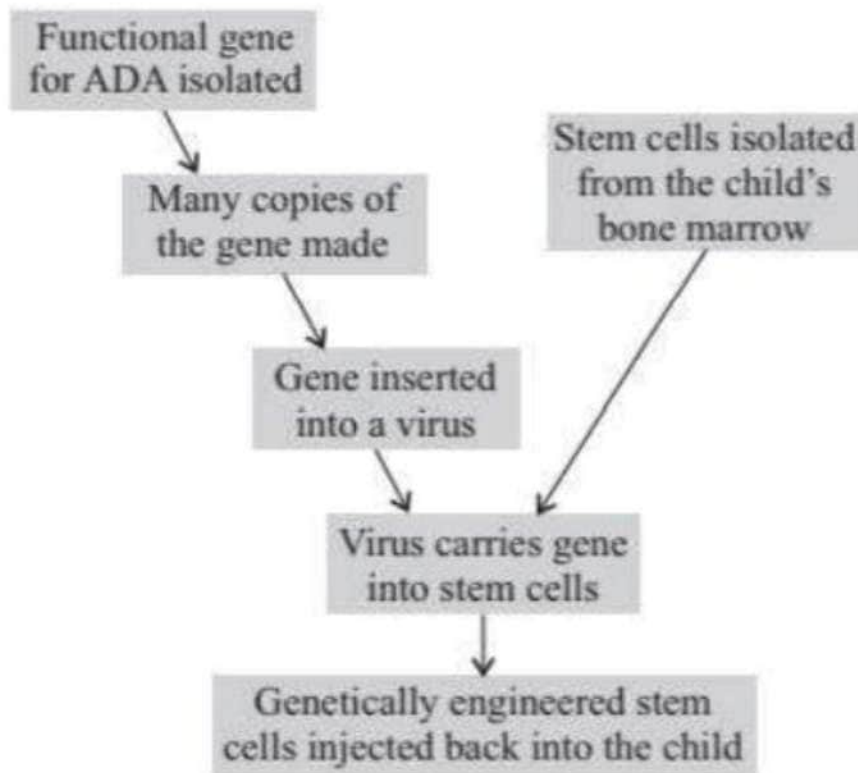 Functional gene
for ADA isolated
Stem cells isolated
from the child's
bone marrow
Many copies of
the gene made
Gene inserted
into a virus
Virus carries gene
into stem cells
Genetically engineered stem
cells injected back into the child